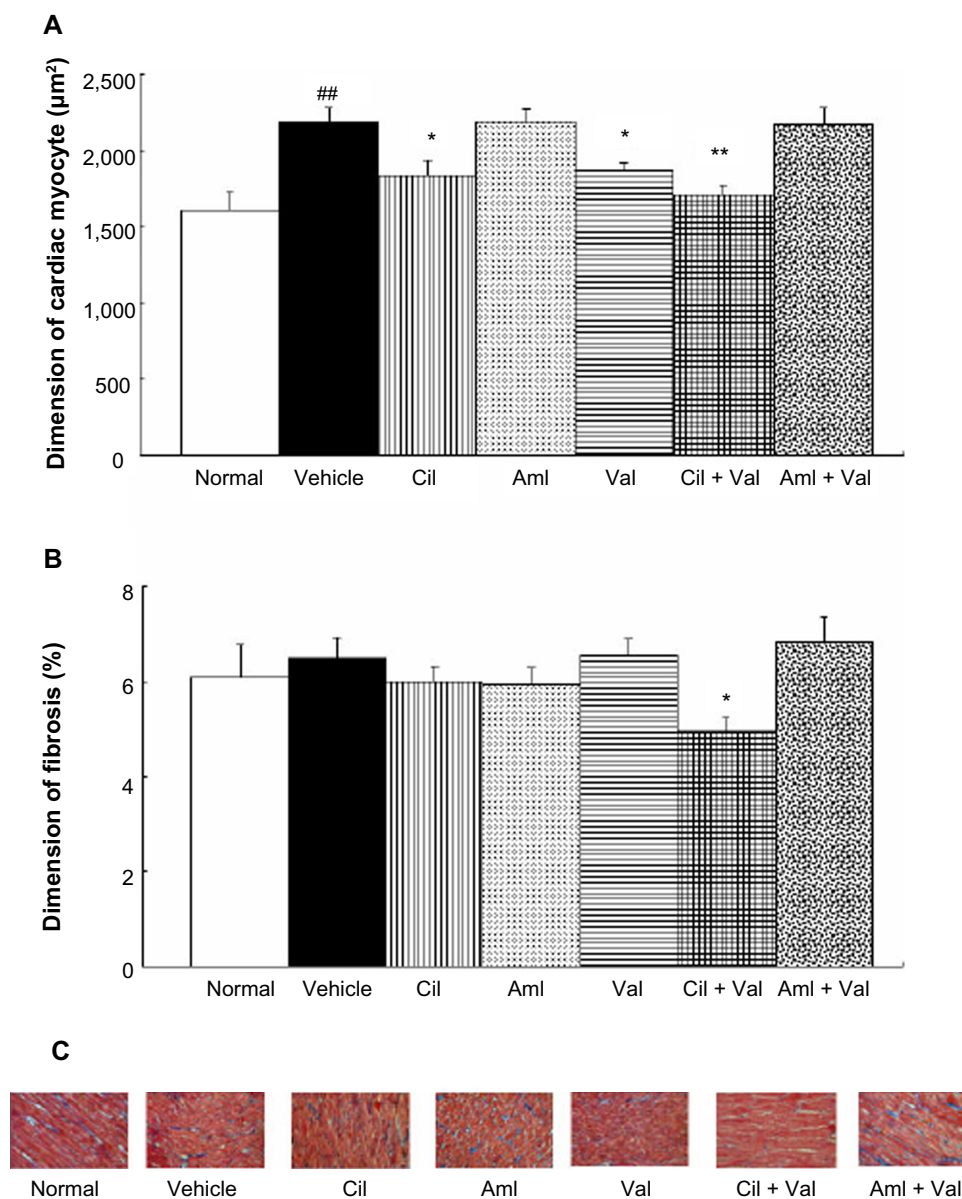 A
Dimension of cardiac myocyte (µm²)
2,500
2,000
1,500
1,000
500
0
##
*
*
**
Normal Vehicle Cil Aml Val Cil + Val Aml + Val
B
Dimension of fibrosis (%)
8
6
4
2
0
*
Normal Vehicle Cil Aml Val Cil + Val Aml + Val
C
Normal Vehicle Cil Aml Val Cil + Val Aml + Val